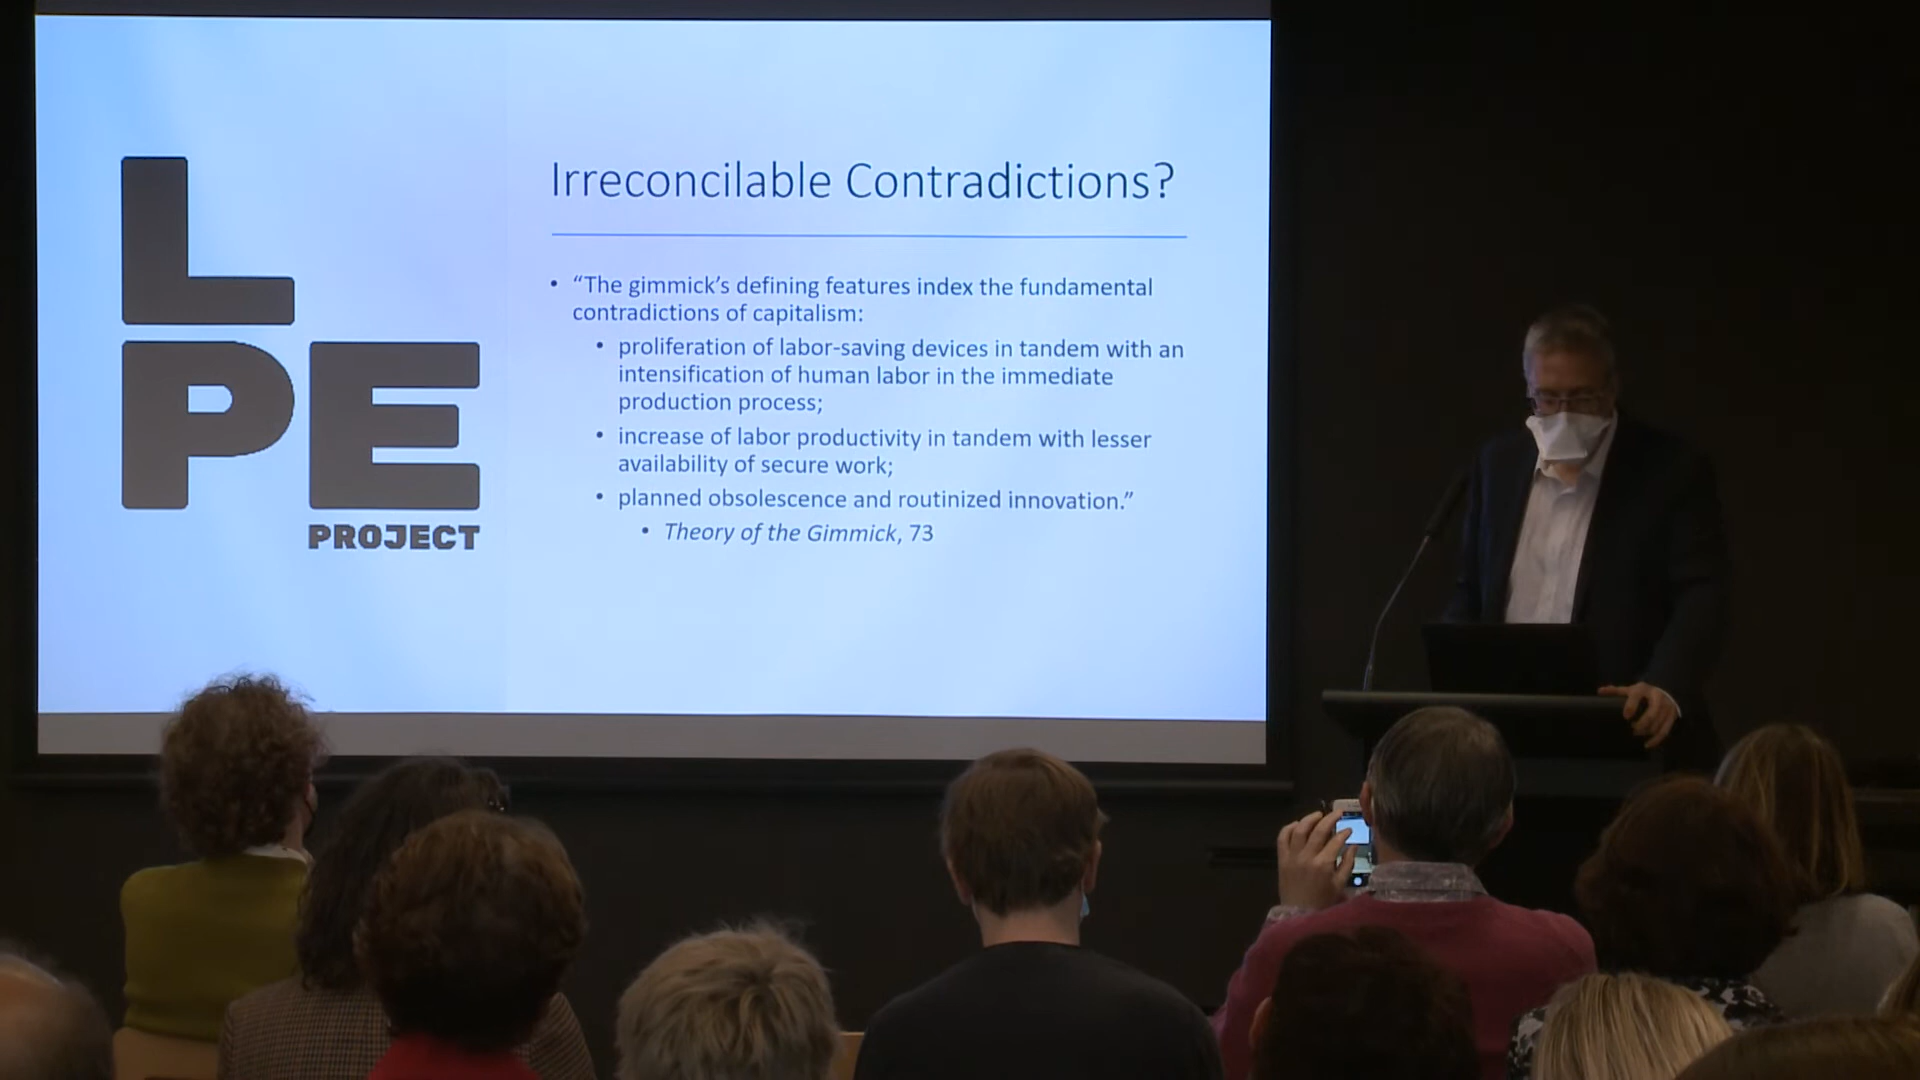 L
PE
PROJECT
Irreconcilable Contradictions?
• “The gimmick’s defining features index the fundamental
contradictions of capitalism:
• proliferation of labor-saving devices in tandem with an
intensification of human labor in the immediate
production process;
• increase of labor productivity in tandem with lesser
availability of secure work;
• planned obsolescence and routinized innovation.”
• Theory of the Gimmick, 73